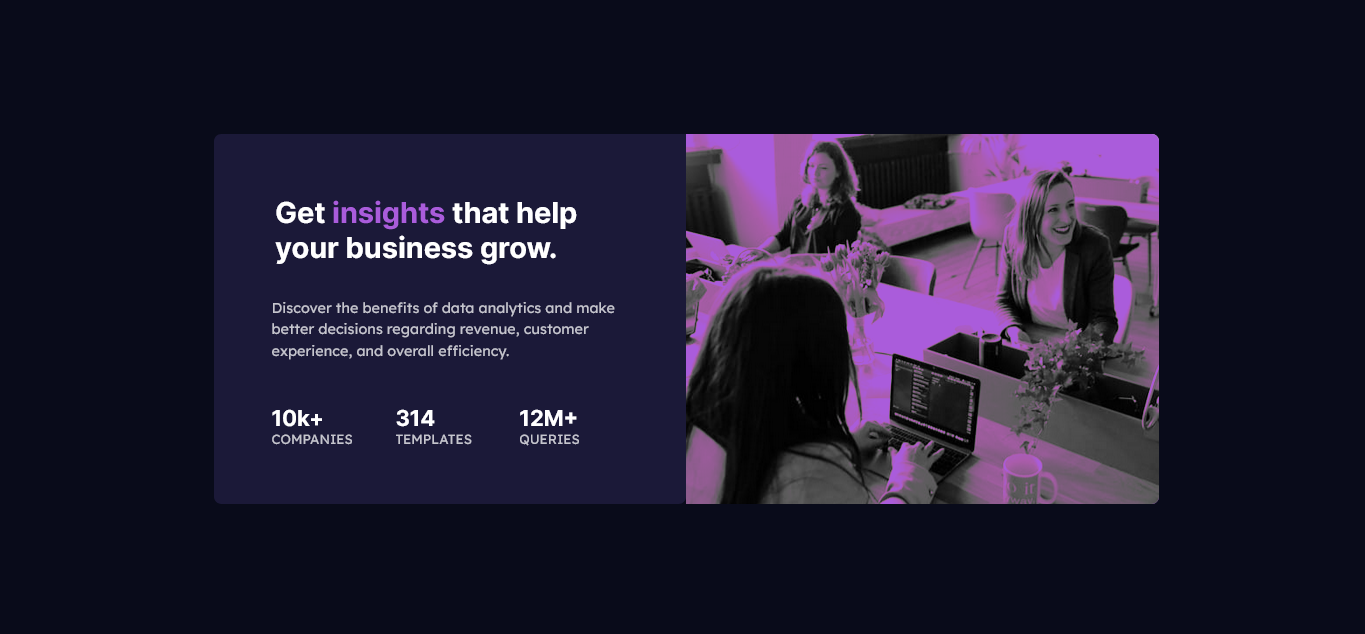 Get insights that help
your business grow.
Discover the benefits of data analytics and make
better decisions regarding revenue, customer
experience, and overall efficiency.
10k+ 314 12M+
COMPANIES TEMPLATES QUERIES